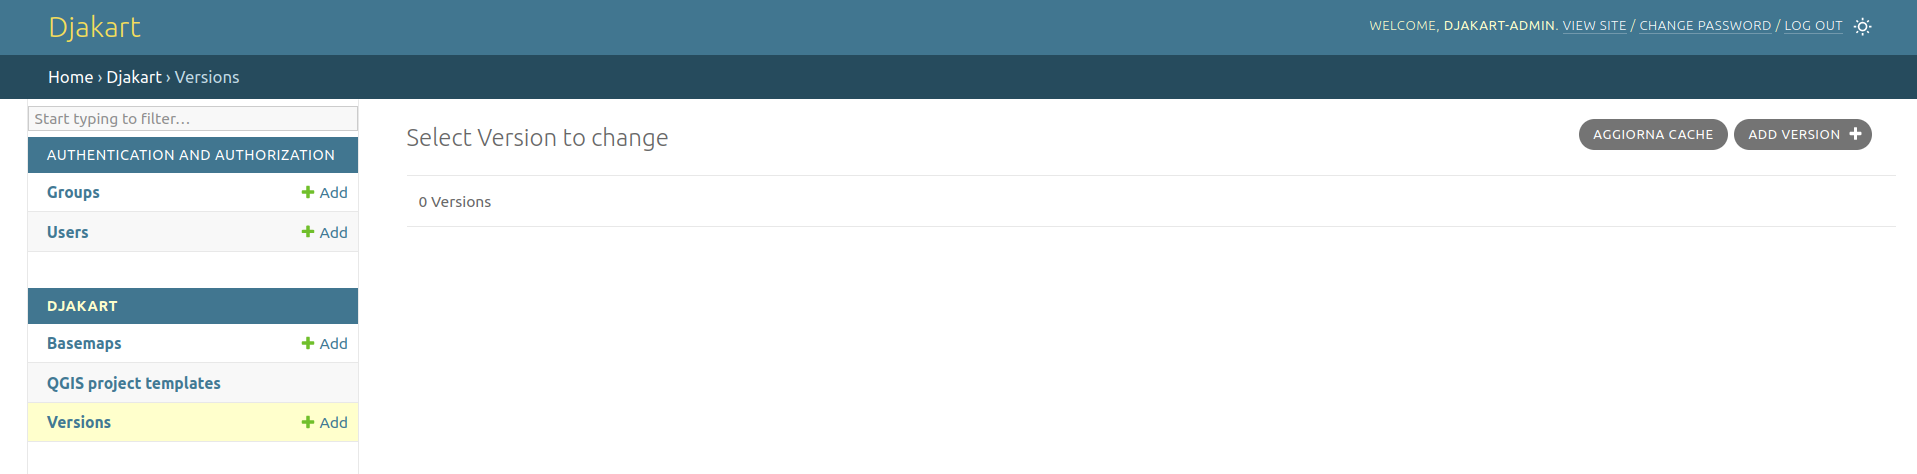 Djakart
WELCOME, DJAKART-ADMIN. VIEW SITE / CHANGE PASSWORD / LOG OUT
Home › Djakart › Versions
Start typing to filter…
AUTHENTICATION AND AUTHORIZATION
Groups Add
Users Add
DJAKART
Basemaps Add
QGIS project templates
Versions Add
Select Version to change
AGGIORNA CACHE
ADD VERSION
0 Versions